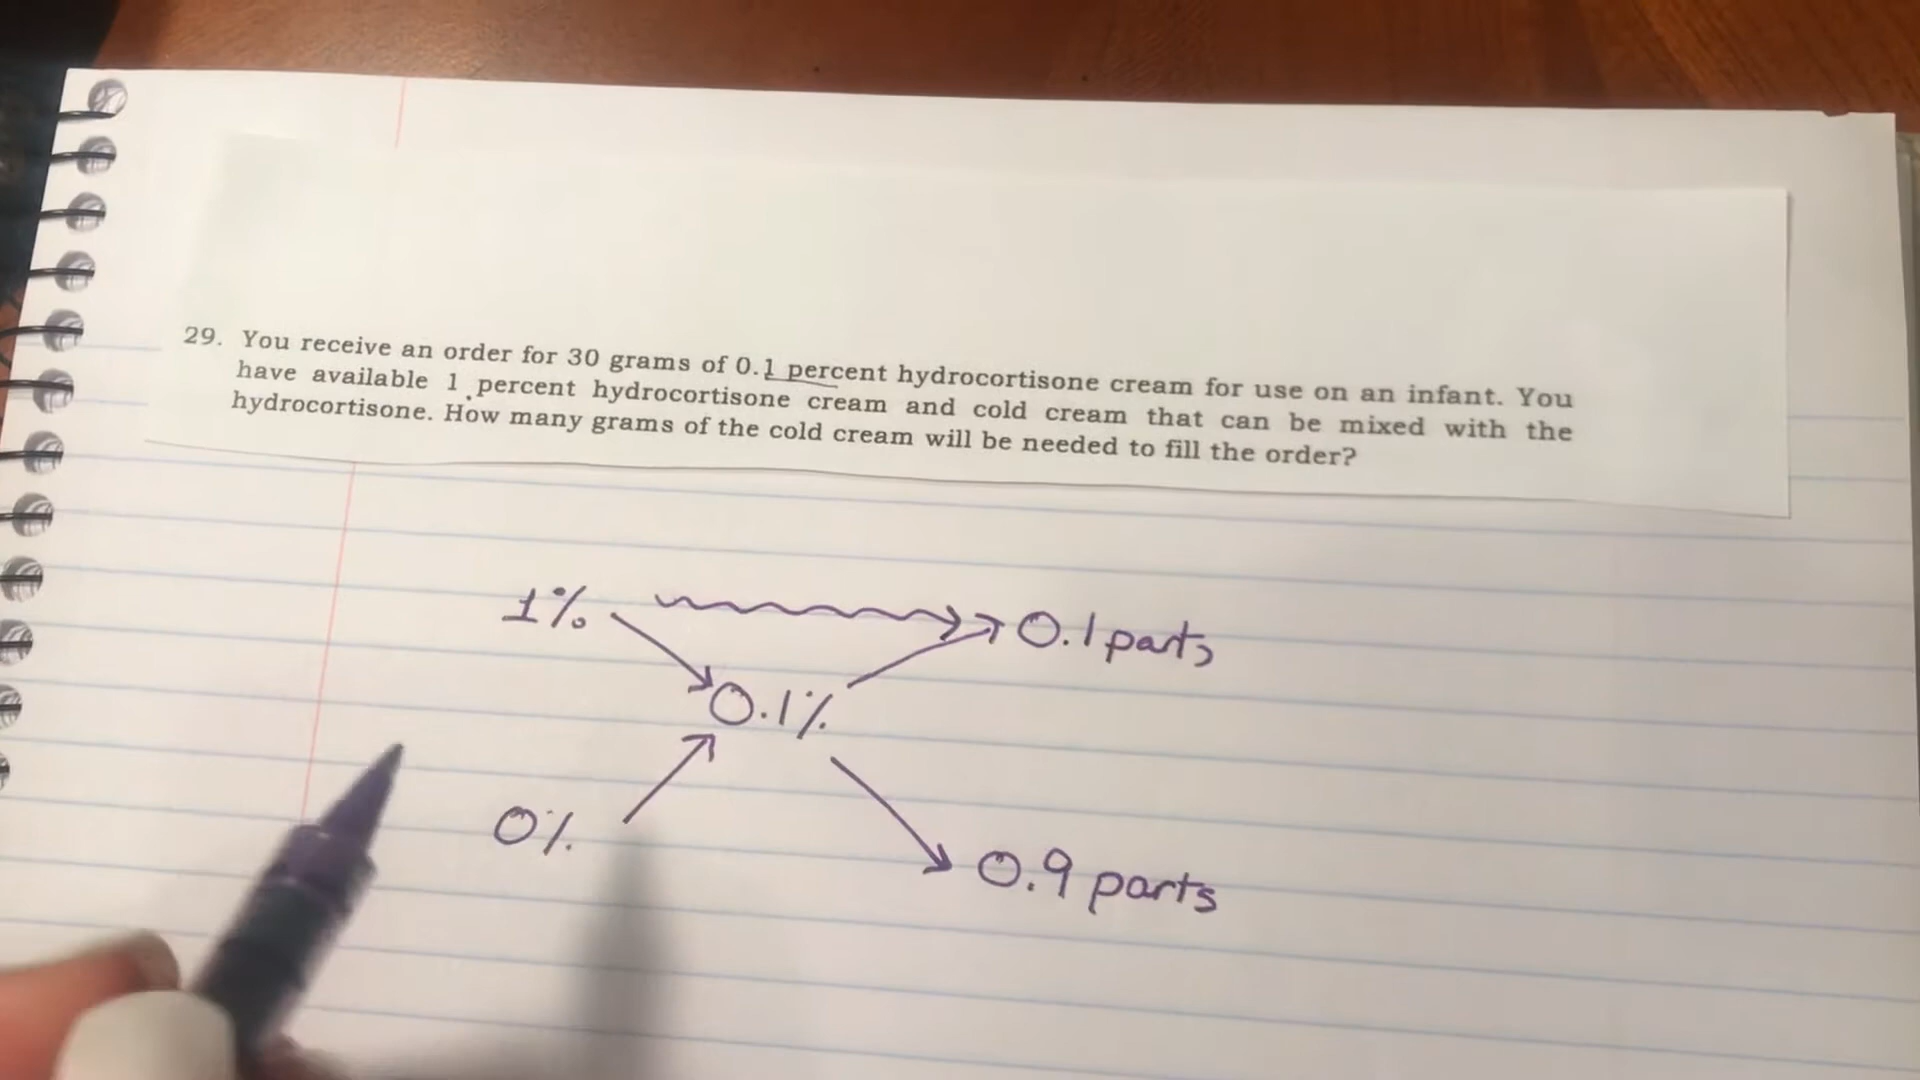 29. You receive an order for 30 grams of 0.1 percent hydrocortisone cream for use on an infant. You
have available 1 percent hydrocortisone cream and cold cream that can be mixed with the
hydrocortisone. How many grams of the cold cream will be needed to fill the order?
1% 0.1 parts
0.1%
0%
0.9 parts